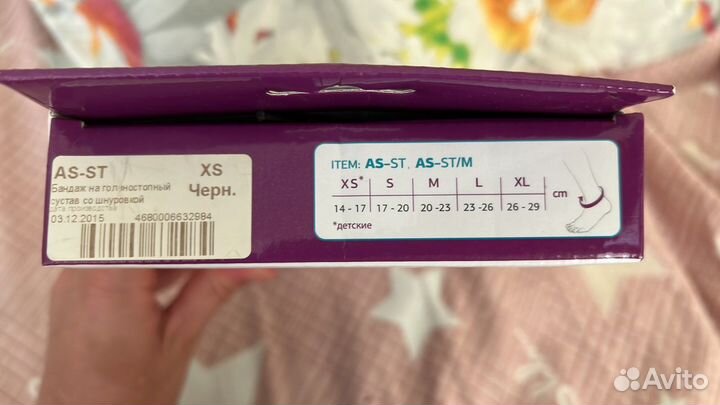 AS-ST XS
Бандаж на голеностопный
сустав со шнуровкой Черн.
дата производства
03.12.2015 4680006632984
ITEM: AS-ST, AS-ST/M
XS* S M L XL
14 - 17 17 - 20 20 -23 23 -26 26 - 29 cm
*детские
Avito